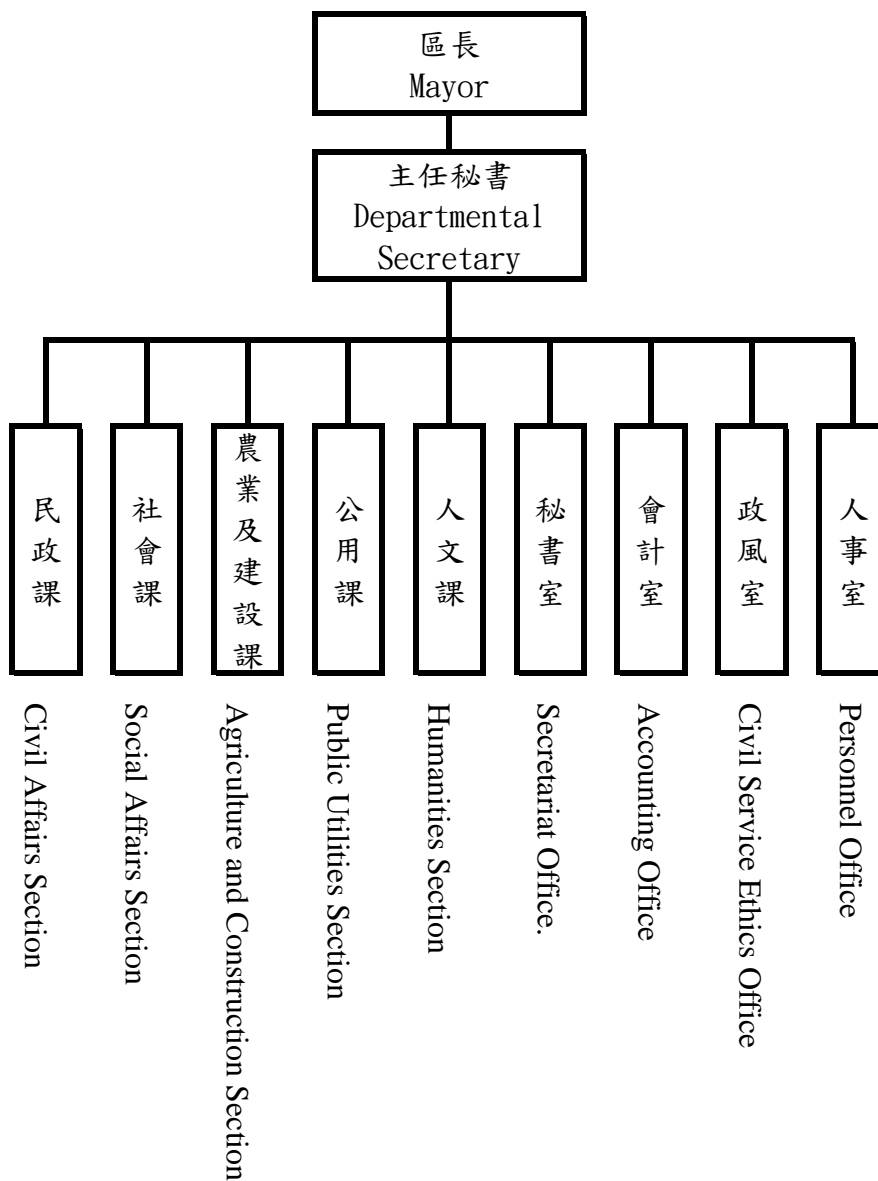 區長
Mayor
主任秘書
Departmental
Secretary
民政課
社會課
農業及建設課
公用課
人文課
秘書室
會計室
政風室
人事室
Civil Affairs Section
Social Affairs Section
Agriculture and Construction Section
Public Utilities Section
Humanities Section
Secretariat Office.
Accounting Office
Civil Service Ethics Office
Personnel Office